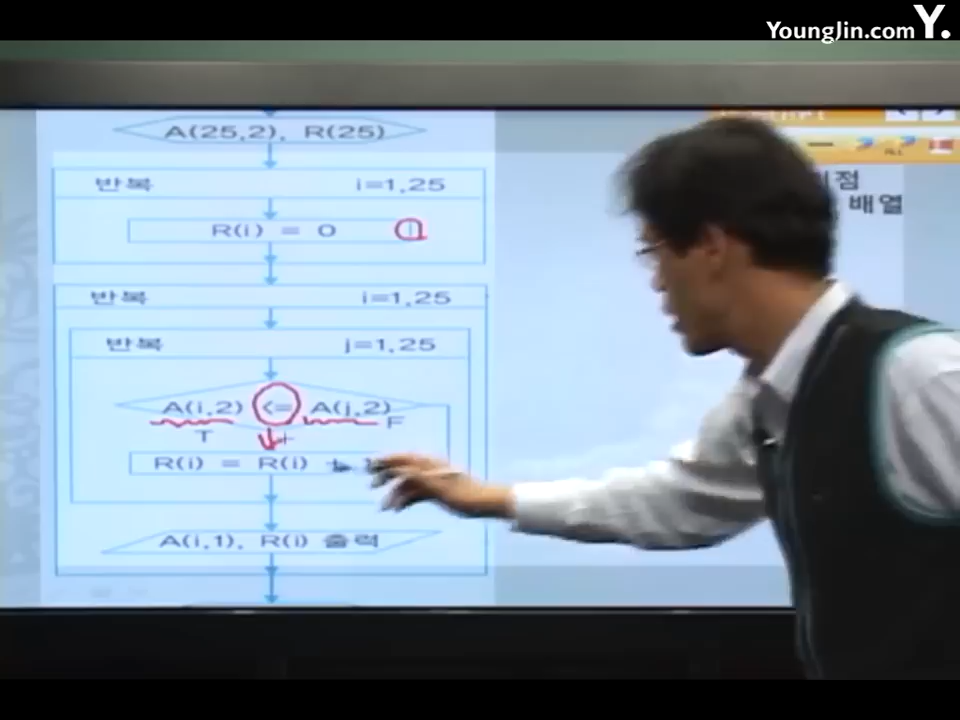 YoungJin.com Y.
A(25,2), R(25)
반복 i=1,25
R(i) = 0
반복 i=1,25
반복 j=1,25
A(i,2) <= A(j,2)
T F
R(i) = R(i) +
A(i,1), R(i) 출력
점
배열